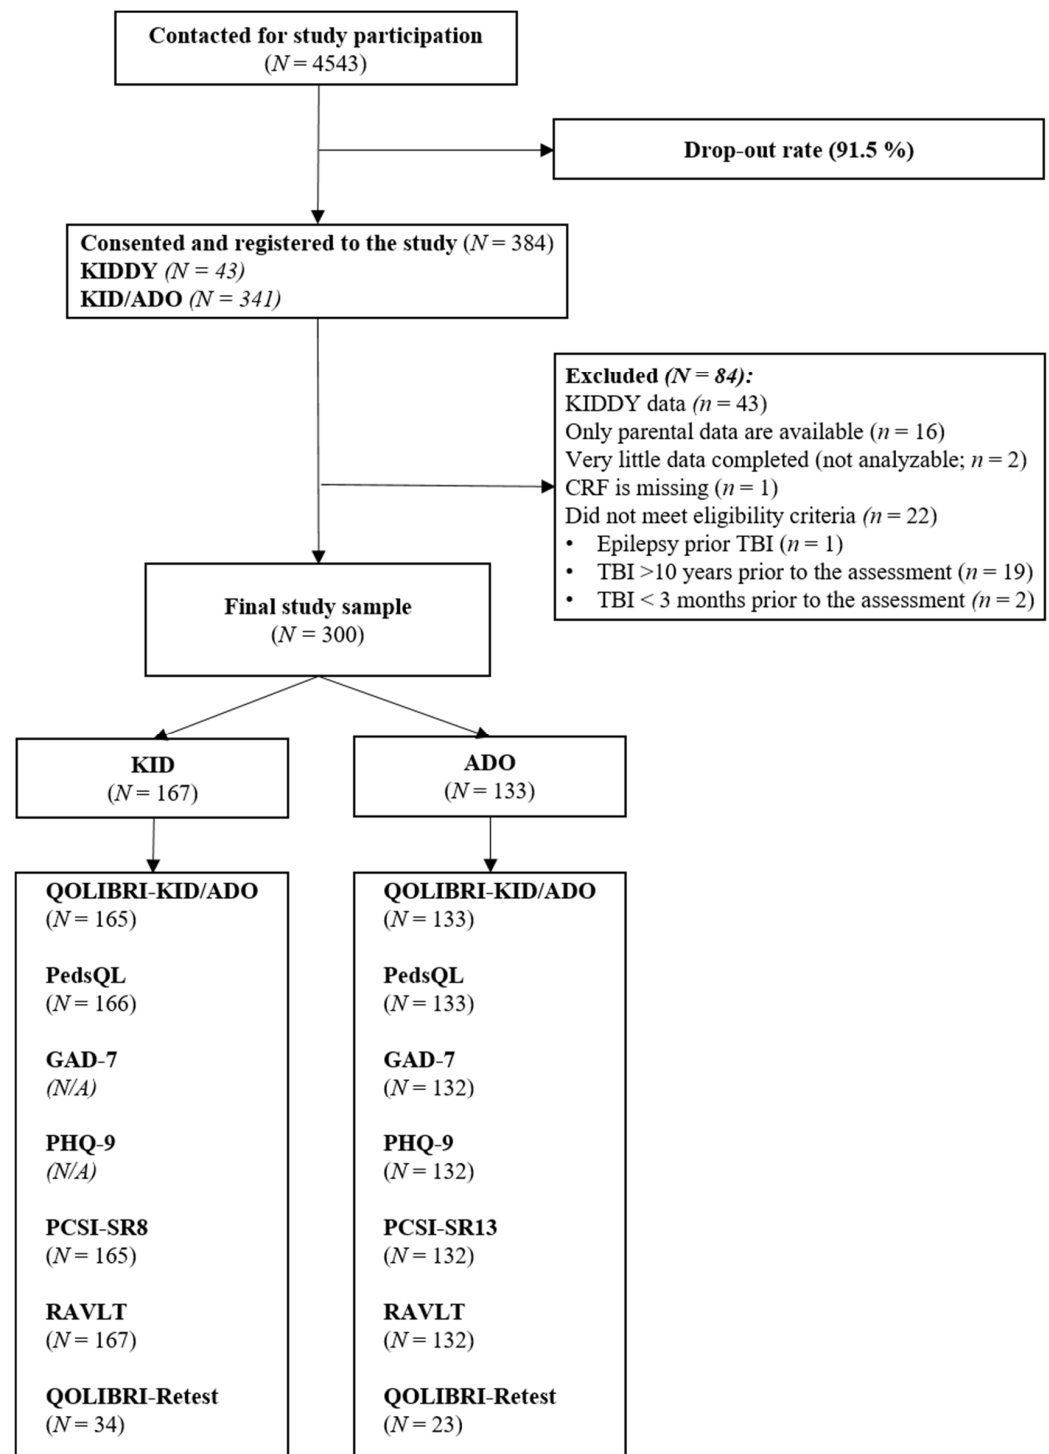 Contacted for study participation
(N = 4543)
Drop-out rate (91.5 %)
Consented and registered to the study (N = 384)
KIDDY (N = 43)
KID/ADO (N = 341)
Excluded (N = 84):
KIDDY data (n = 43)
Only parental data are available (n = 16)
Very little data completed (not analyzable; n = 2)
CRF is missing (n = 1)
Did not meet eligibility criteria (n = 22)
• Epilepsy prior TBI (n = 1)
• TBI >10 years prior to the assessment (n = 19)
• TBI < 3 months prior to the assessment (n = 2)
Final study sample
(N = 300)
KID
(N = 167)
ADO
(N = 133)
QOLIBRI-KID/ADO
(N = 165)
PedsQL
(N = 166)
GAD-7
(N/A)
PHQ-9
(N/A)
PCSI-SR8
(N = 165)
RAVLT
(N = 167)
QOLIBRI-Retest
(N = 34)
QOLIBRI-KID/ADO
(N = 133)
PedsQL
(N = 133)
GAD-7
(N = 132)
PHQ-9
(N = 132)
PCSI-SR13
(N = 132)
RAVLT
(N = 132)
QOLIBRI-Retest
(N = 23)